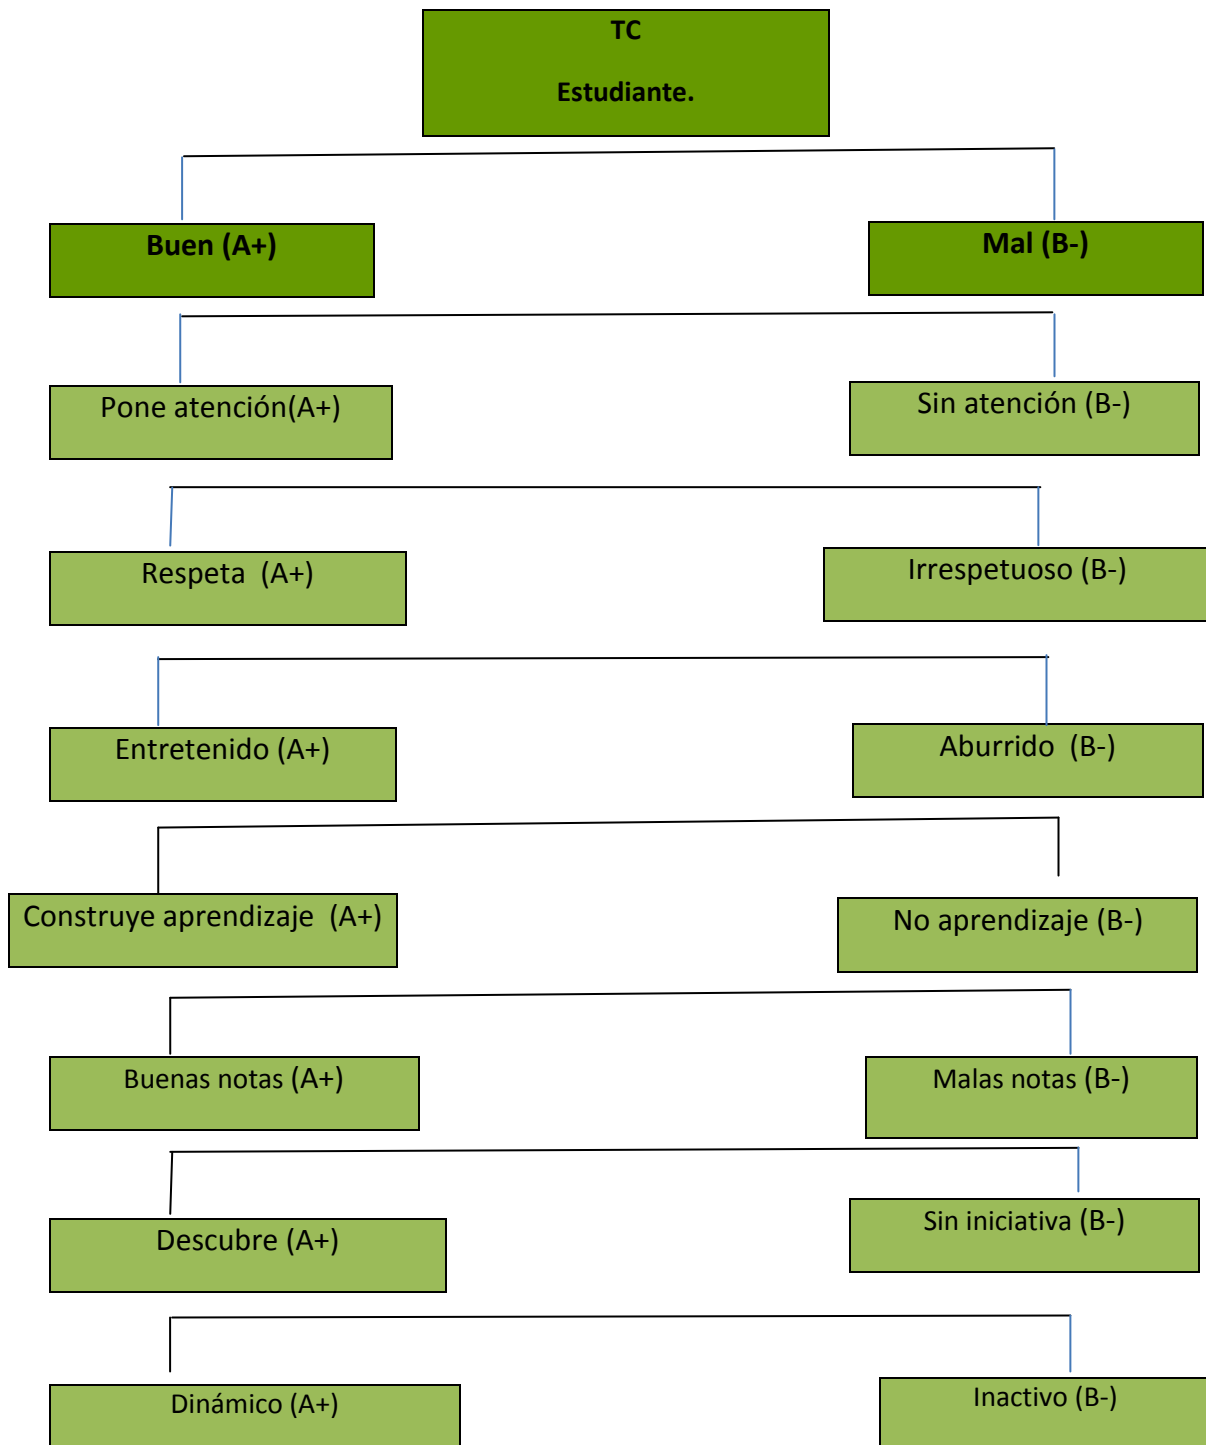 TC
Estudiante.
Buen (A+)
Mal (B-)
Pone atención(A+)
Sin atención (B-)
Respeta  (A+)
Irrespetuoso (B-)
Entretenido (A+)
Aburrido  (B-)
Construye aprendizaje  (A+)
No aprendizaje (B-)
Buenas notas (A+)
Malas notas (B-)
Descubre (A+)
Sin iniciativa (B-)
Dinámico (A+)
Inactivo (B-)